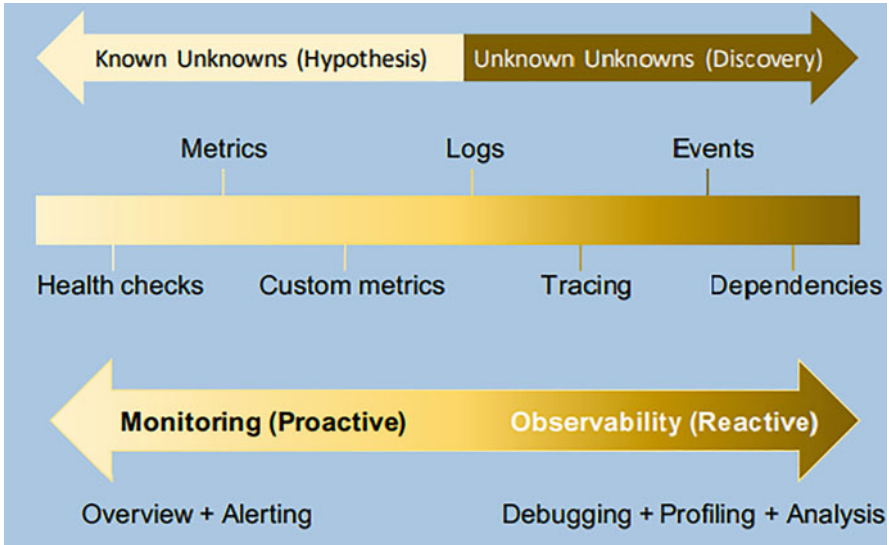 Known Unknowns (Hypothesis) Unknown Unknowns (Discovery)
Metrics Logs Events
Health checks Custom metrics Tracing Dependencies
Monitoring (Proactive) Observability (Reactive)
Overview + Alerting Debugging + Profiling + Analysis